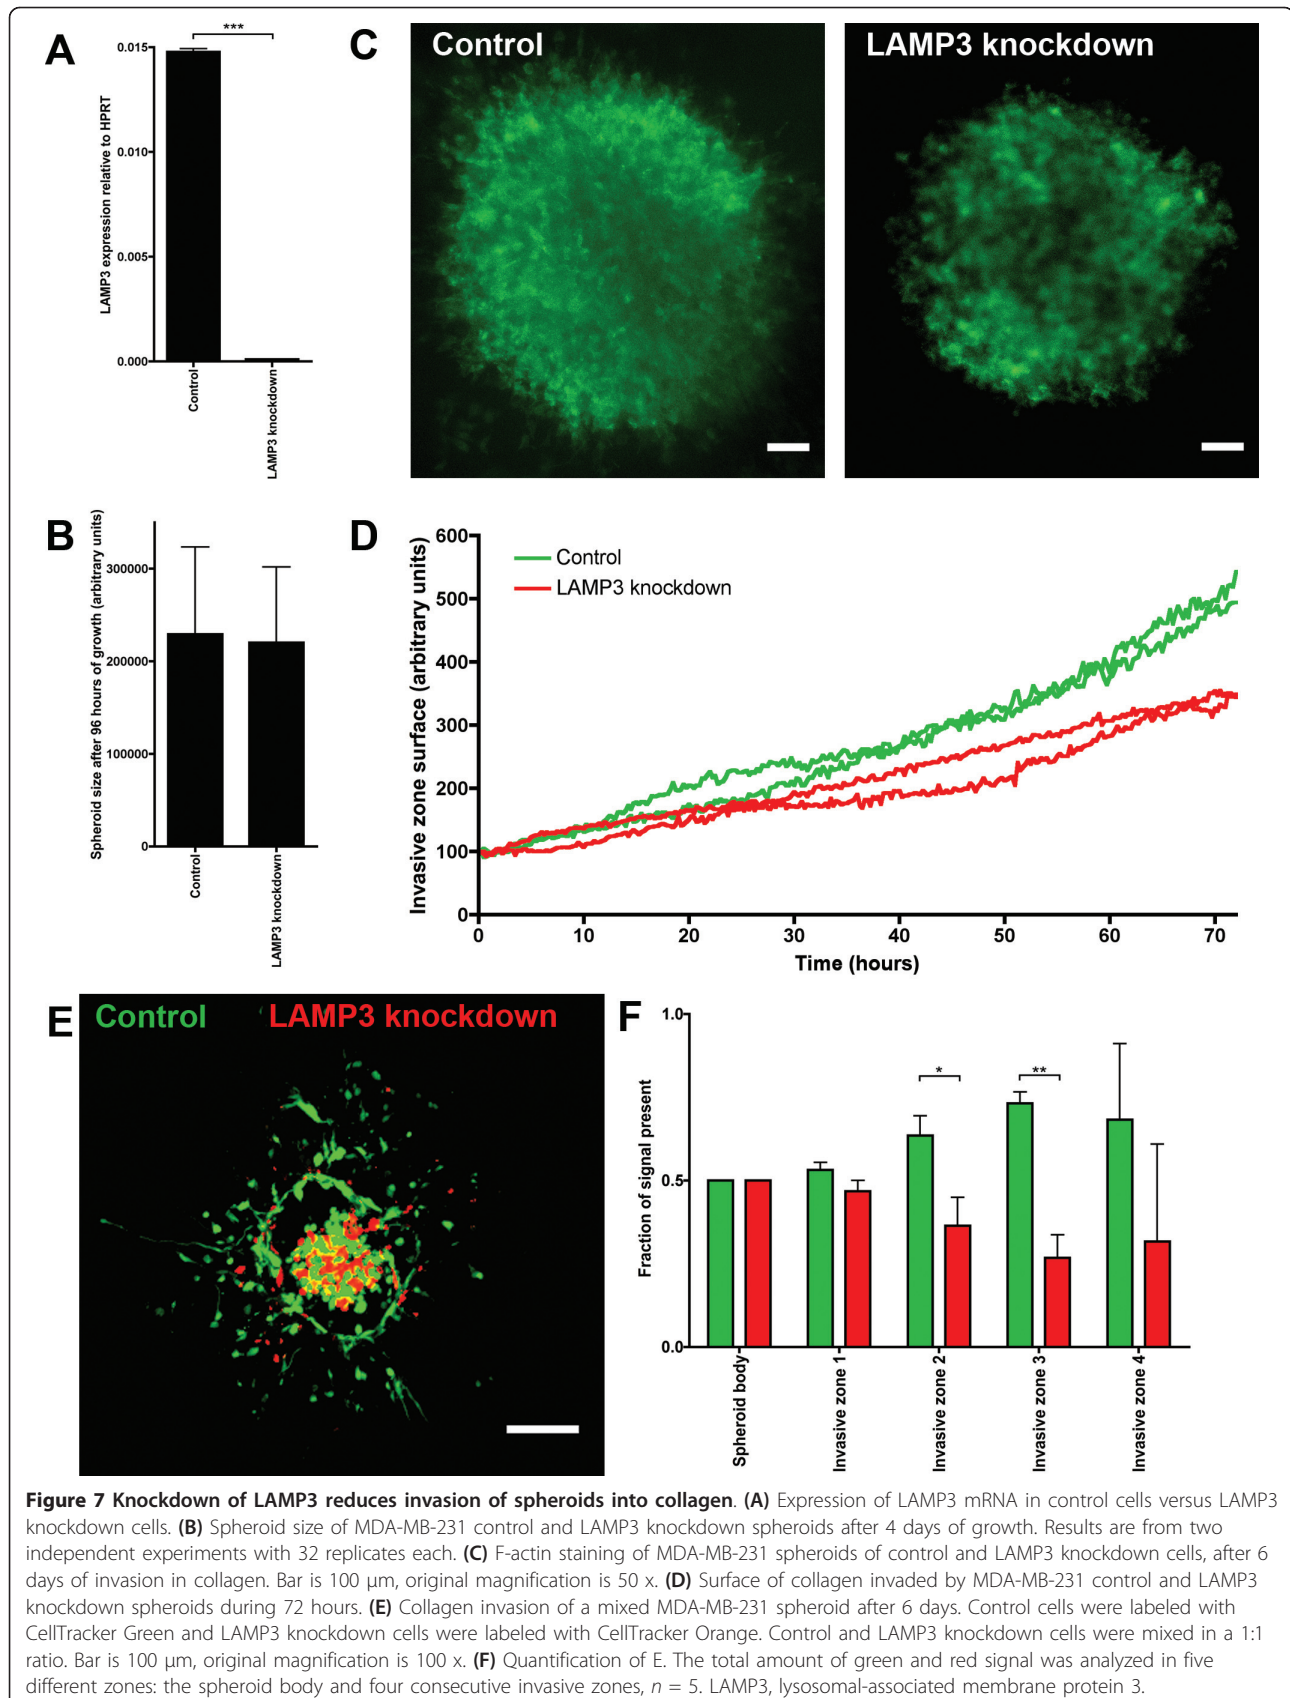 A
***
LAMP3 expression relative to HPRT
0.015
0.010
0.005
0.000
Control
LAMP3 knockdown
C
Control
LAMP3 knockdown
B
Spheroid size after 96 hours of growth (arbitrary units)
300000
200000
100000
0
Control
LAMP3 knockdown
D
Invasive zone surface (arbitrary units)
600
500
400
300
200
100
0
Control
LAMP3 knockdown
0 10 20 30 40 50 60 70
Time (hours)
E
Control LAMP3 knockdown
F
Fraction of signal present
1.0
0.5
0.0
*
**
Spheroid body
Invasive zone 1
Invasive zone 2
Invasive zone 3
Invasive zone 4
Figure 7 Knockdown of LAMP3 reduces invasion of spheroids into collagen. (A) Expression of LAMP3 mRNA in control cells versus LAMP3
knockdown cells. (B) Spheroid size of MDA-MB-231 control and LAMP3 knockdown spheroids after 4 days of growth. Results are from two
independent experiments with 32 replicates each. (C) F-actin staining of MDA-MB-231 spheroids of control and LAMP3 knockdown cells, after 6
days of invasion in collagen. Bar is 100 μm, original magnification is 50 x. (D) Surface of collagen invaded by MDA-MB-231 control and LAMP3
knockdown spheroids during 72 hours. (E) Collagen invasion of a mixed MDA-MB-231 spheroid after 6 days. Control cells were labeled with
CellTracker Green and LAMP3 knockdown cells were labeled with CellTracker Orange. Control and LAMP3 knockdown cells were mixed in a 1:1
ratio. Bar is 100 μm, original magnification is 100 x. (F) Quantification of E. The total amount of green and red signal was analyzed in five
different zones: the spheroid body and four consecutive invasive zones, n = 5. LAMP3, lysosomal-associated membrane protein 3.